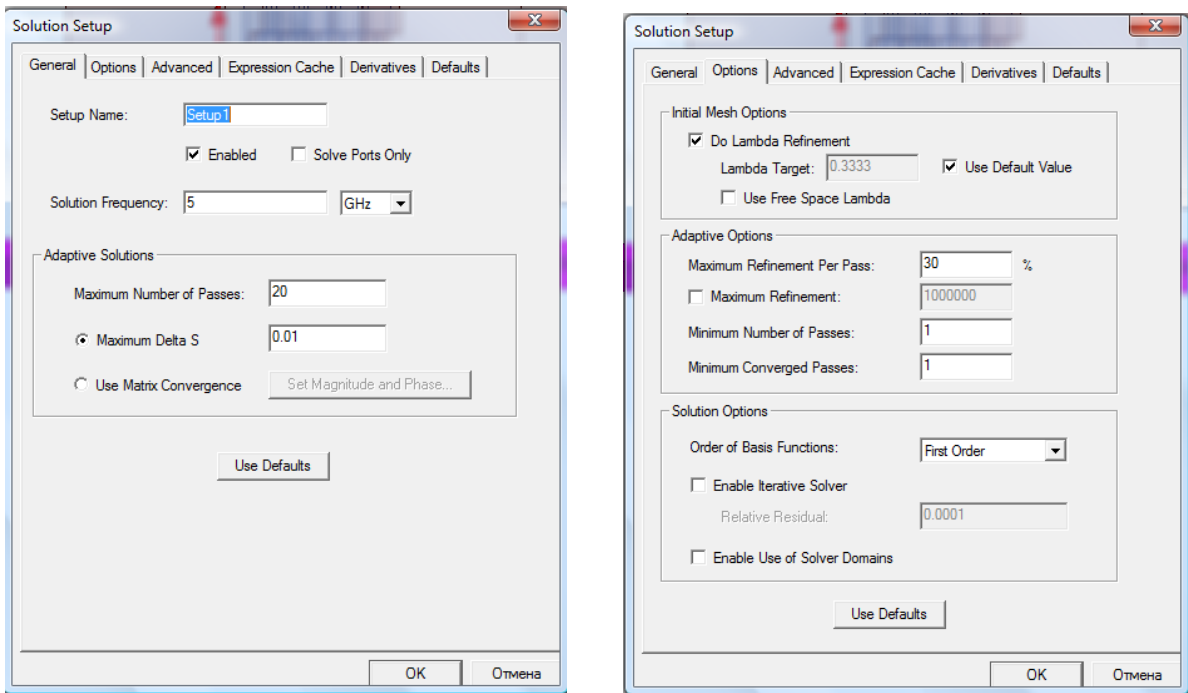 Solution Setup
General Options Advanced Expression Cache Derivatives Defaults
Setup Name: Setup1
Enabled Solve Ports Only
Solution Frequency: 5 GHz
Adaptive Solutions
Maximum Number of Passes: 20
Maximum Delta S 0.01
Use Matrix Convergence Set Magnitude and Phase...
Use Defaults
OK Отмена
Solution Setup
General Options Advanced Expression Cache Derivatives Defaults
Initial Mesh Options
Do Lambda Refinement
Lambda Target: 0.3333 Use Default Value
Use Free Space Lambda
Adaptive Options
Maximum Refinement Per Pass: 30 %
Maximum Refinement: 1000000
Minimum Number of Passes: 1
Minimum Converged Passes: 1
Solution Options
Order of Basis Functions: First Order
Enable Iterative Solver
Relative Residual: 0.0001
Enable Use of Solver Domains
Use Defaults
OK Отмена